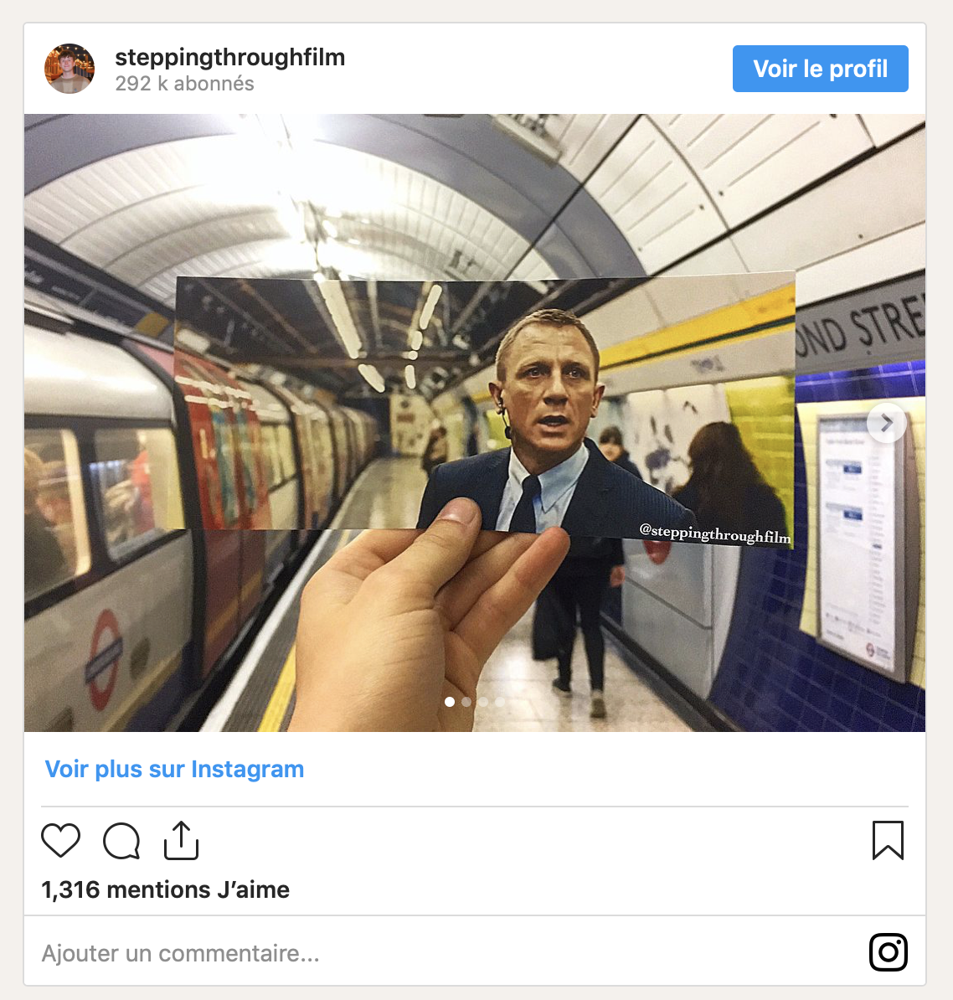 steppingthroughfilm
292 k abonnés
Voir le profil
OND STRE
@steppingthroughfilm
Voir plus sur Instagram
1,316 mentions J’aime
Ajouter un commentaire...